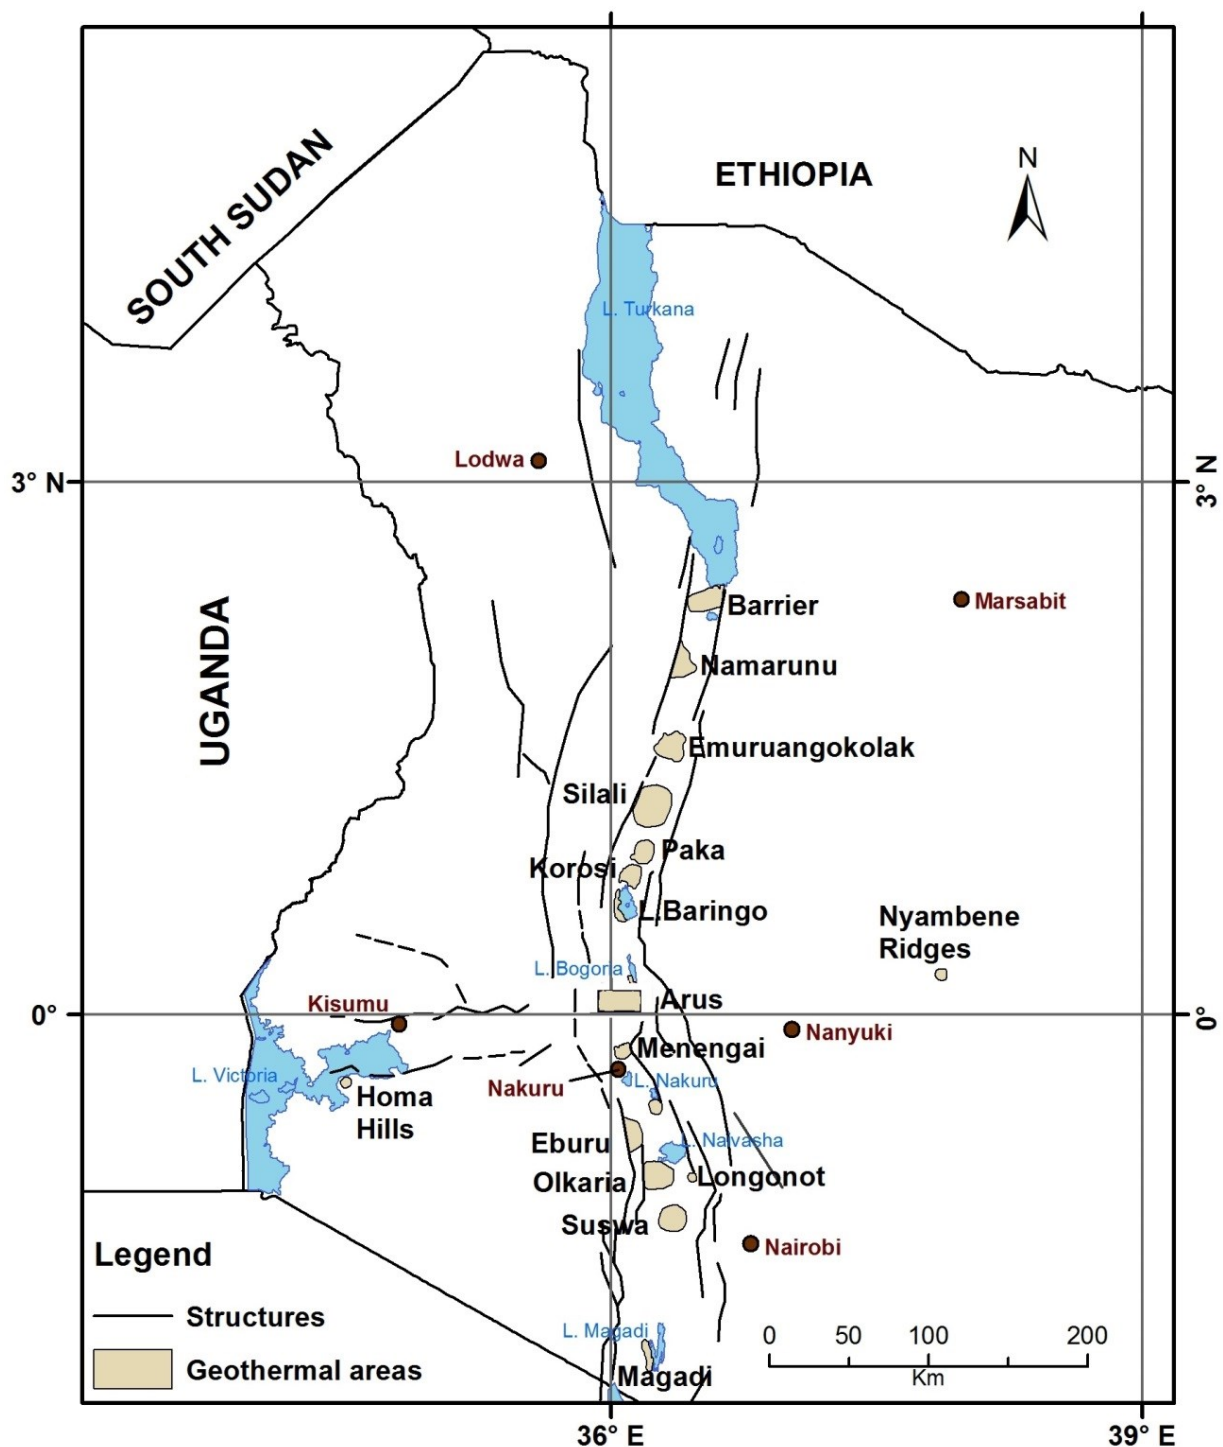 N
ETHIOPIA
SOUTH SUDAN
L. Turkana
Lodwa
3° N
3° N
Barrier
Marsabit
UGANDA
Namarunu
Emuruangokolak
Silali
Paka
Korosi
L.Baringo
Nyambene
Ridges
L. Bogoria
Arus
Kisumu
0°
0°
Nanyuki
Menengai
L. Victoria
Nakuru
L. Nakuru
Homa
Hills
Eburu
L. Naivasha
Olkaria
Longonot
Suswa
Nairobi
Legend
Structures
Geothermal areas
L. Magadi
Magadi
0 50 100 200
Km
36° E
39° E